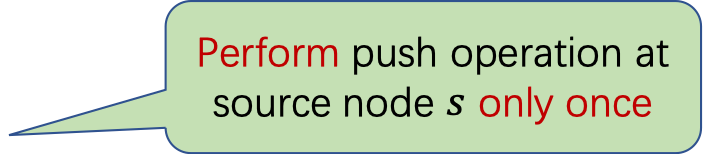 Perform push operation at
source node s only once